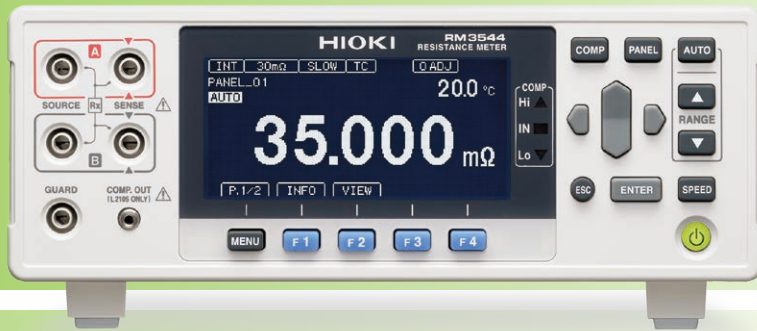 HIOKI
RM3544
RESISTANCE METER
A
SOURCE Rx SENSE
B
GUARD
COMP. OUT
(L2105 ONLY)
INT 30mΩ SLOW TC 0 ADJ
PANEL_01
AUTO
20.0 °C
35.000 mΩ
P.1/2 INFO VIEW
COMP
Hi
IN
Lo
MENU F1 F2 F3 F4
COMP PANEL AUTO
RANGE
ESC ENTER SPEED